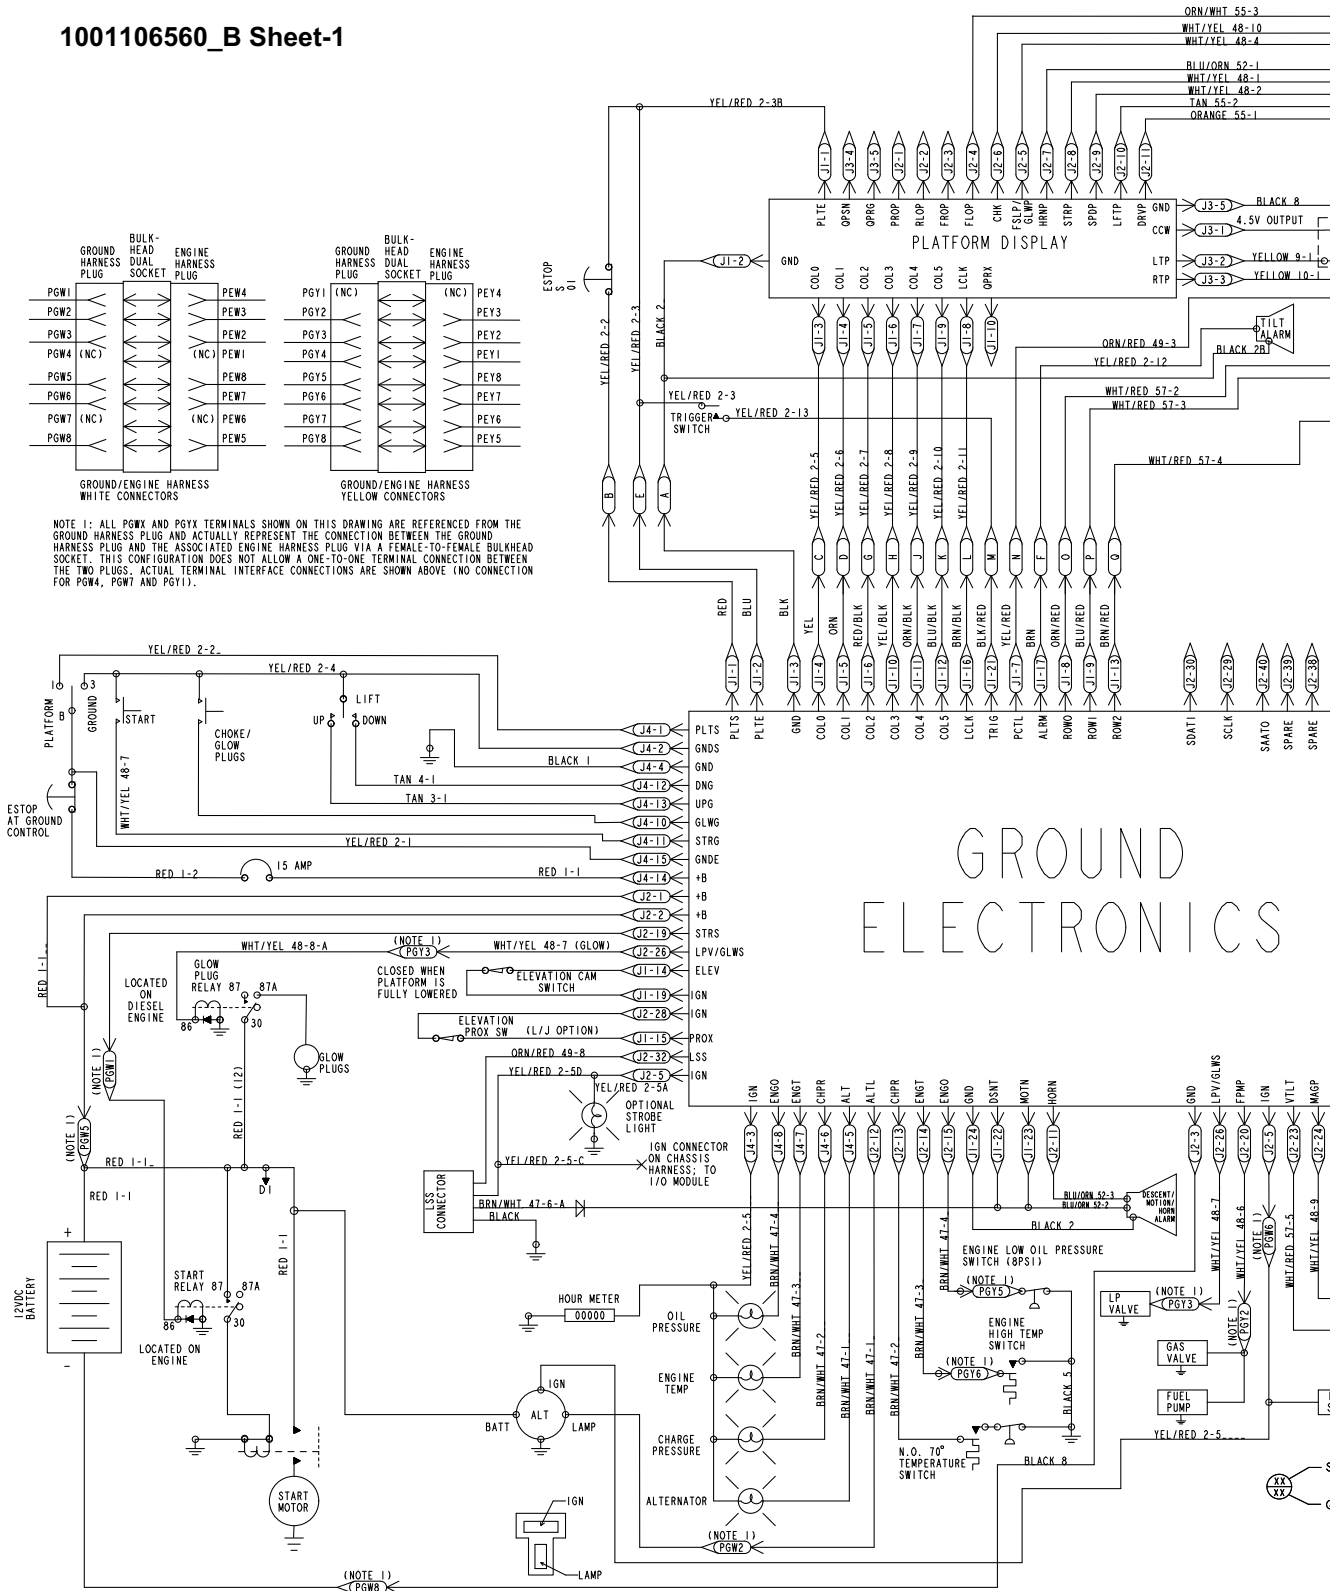 1001106560_B Sheet-1
ORN/WHT 55-3
WHT/YEL 48-10
WHT/YEL 48-4
BLU/ORN 52-1
WHT/YEL 48-1
WHT/YEL 48-2
TAN 55-2
ORANGE 55-1
YEL/RED 2-3B
J1-1
J3-4
J3-5
J2-1
J2-2
J2-3
J2-4
J2-6
J2-5
J2-7
J2-8
J2-9
J2-10
J2-11
PLTE
QPSN
QPRG
PROP
RLOP
FROP
FLOP
CHK
FSLP/
GLWP
HRNP
STRP
SPDP
LFTP
DRVP
GND
J3-5
BLACK 8
CCW
J3-1
4.5V OUTPUT
LTP
J3-2
YELLOW 9-1
RTP
J3-3
YELLOW 10-1
PLATFORM DISPLAY
J1-2
GND
COL0
COL1
COL2
COL3
COL4
COL5
LCLK
QPRX
J1-3
J1-4
J1-5
J1-6
J1-7
J1-9
J1-8
J1-10
GROUND
HARNESS
PLUG
BULK-
HEAD
DUAL
SOCKET
ENGINE
HARNESS
PLUG
PGW1
PEW4
PGW2
PEW3
PGW3
PEW2
PGW4 (NC)
(NC) PEW1
PGW5
PEW8
PGW6
PEW7
PGW7 (NC)
(NC) PEW6
PGW8
PEW5
GROUND/ENGINE HARNESS
WHITE CONNECTORS
GROUND
HARNESS
PLUG
BULK-
HEAD
DUAL
SOCKET
ENGINE
HARNESS
PLUG
PGY1 (NC)
(NC) PEY4
PGY2
PEY3
PGY3
PEY2
PGY4
PEY1
PGY5
PEY8
PGY6
PEY7
PGY7
PEY6
PGY8
PEY5
GROUND/ENGINE HARNESS
YELLOW CONNECTORS
NOTE 1: ALL PGWX AND PGYX TERMINALS SHOWN ON THIS DRAWING ARE REFERENCED FROM THE
GROUND HARNESS PLUG AND ACTUALLY REPRESENT THE CONNECTION BETWEEN THE GROUND
HARNESS PLUG AND THE ASSOCIATED ENGINE HARNESS PLUG VIA A FEMALE-TO-FEMALE BULKHEAD
SOCKET. THIS CONFIGURATION DOES NOT ALLOW A ONE-TO-ONE TERMINAL CONNECTION BETWEEN
THE TWO PLUGS. ACTUAL TERMINAL INTERFACE CONNECTIONS ARE SHOWN ABOVE (NO CONNECTION
FOR PGW4, PGW7 AND PGY1).
ESTOP
S
01
YEL/RED 2-2
YEL/RED 2-3
BLACK 2
TILT
ALARM
ORN/RED 49-3
BLACK 2B
YEL/RED 2-12
WHT/RED 57-2
WHT/RED 57-3
YEL/RED 2-3
TRIGGER
SWITCH
YEL/RED 2-13
WHT/RED 57-4
YEL/RED 2-5
YEL/RED 2-6
YEL/RED 2-7
YEL/RED 2-8
YEL/RED 2-9
YEL/RED 2-10
YEL/RED 2-11
B
E
A
C
D
G
H
J
K
L
M
N
F
O
P
Q
RED
BLU
BLK
YEL
ORN
RED/BLK
YEL/BLK
ORN/BLK
BLU/BLK
BRN/BLK
BLK/RED
YEL/RED
BRN
ORN/RED
BLU/RED
BRN/RED
J1-1
J1-2
J1-3
J1-4
J1-5
J1-6
J1-10
J1-11
J1-12
J1-16
J1-21
J1-7
J1-17
J1-8
J1-9
J1-13
J2-30
J2-29
J2-40
J2-39
J2-38
PLTS
PLTE
GND
COL0
COL1
COL2
COL3
COL4
COL5
LCLK
TRIG
PCTL
ALRM
ROW0
ROW1
ROW2
SDAT1
SCLK
SAATO
SPARE
SPARE
GROUND
ELECTRONICS
YEL/RED 2-2
YEL/RED 2-4
1
3
PLATFORM
B
GROUND
START
CHOKE/
GLOW
PLUGS
LIFT
UP
DOWN
WHT/YEL 48-7
ESTOP
AT GROUND
CONTROL
BLACK 1
TAN 4-1
TAN 3-1
YEL/RED 2-1
RED 1-2
15 AMP
RED 1-1
J4-1 PLTS
J4-2 GNDS
J4-4 GND
J4-12 DNG
J4-13 UPG
J4-10 GLWG
J4-11 STRG
J4-15 GNDE
J4-14 +B
J2-1 +B
J2-2 +B
J2-19 STRS
J2-26 LPV/GLWS
J1-14 ELEV
J1-19 IGN
J2-28 IGN
J1-15 PROX
J2-32 LSS
J2-5 IGN
WHT/YEL 48-8-A
(NOTE 1)
PGY3
WHT/YEL 48-7 (GLOW)
CLOSED WHEN
PLATFORM IS
FULLY LOWERED
ELEVATION CAM
SWITCH
ELEVATION
PROX SW
(L/J OPTION)
ORN/RED 49-8
YEL/RED 2-5D
YEL/RED 2-5A
OPTIONAL
STROBE
LIGHT
IGN CONNECTOR
ON CHASSIS
HARNESS; TO
I/O MODULE
YEL/RED 2-5-C
BRN/WHT 47-6-A
BLACK
LSS
CONNECTOR
RED 1-1
LOCATED
ON
DIESEL
ENGINE
GLOW
PLUG
RELAY
87
87A
86
30
GLOW
PLUGS
(NOTE 1)
PGW1
(NOTE 1)
PGW5
RED 1-1 (12)
RED 1-1
D1
RED 1-1
RED 1-1
12VDC
BATTERY
+
-
START
RELAY
87
87A
86
30
LOCATED ON
ENGINE
START
MOTOR
HOUR METER
00000
BATT
ALT
IGN
LAMP
OIL
PRESSURE
ENGINE
TEMP
CHARGE
PRESSURE
ALTERNATOR
IGN
LAMP
(NOTE 1)
PGW2
(NOTE 1)
PGW8
IGN
ENGO
ENGT
CHPR
ALT
ALTL
CHPR
ENGT
ENGO
GND
DSNT
MOTN
HORN
GND
LPV/GLWS
FPMP
IGN
VTLT
MAGP
J4-3
J4-8
J4-7
J4-6
J4-5
J2-12
J2-13
J2-14
J2-15
J1-24
J1-22
J1-23
J2-11
J2-3
J2-26
J2-20
J2-5
J2-23
J2-24
YEL/RED 2-5
BRN/WHT 47-4
BRN/WHT 47-3
BRN/WHT 47-2
BRN/WHT 47-1
BRN/WHT 47-1
BRN/WHT 47-2
BRN/WHT 47-3
BRN/WHT 47-4
BLU/ORN 52-3
BLU/ORN 52-2
BLACK 2
DESCENT/
MOTION/
HORN
ALARM
ENGINE LOW OIL PRESSURE
SWITCH (8PSI)
(NOTE 1)
PGY5
ENGINE
HIGH TEMP
SWITCH
(NOTE 1)
PGY6
BLACK 5
N.O. 70°
TEMPERATURE
SWITCH
BLACK 8
WHT/YEL 48-7
WHT/YEL 48-6
(NOTE 1)
PGW6
WHT/RED 57-5
WHT/YEL 48-9
LP
VALVE
(NOTE 1)
PGY3
(NOTE 1)
PGY2
GAS
VALVE
FUEL
PUMP
YEL/RED 2-5
XX
XX